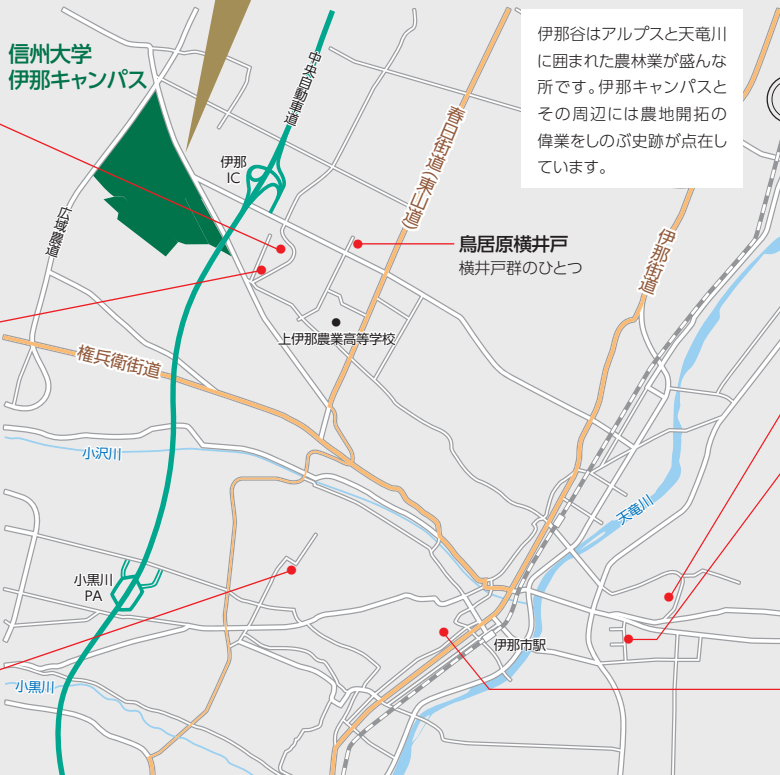 信州大学
伊那キャンパス
中央自動車道
伊那谷はアルプスと天竜川
に囲まれた農林業が盛んな
所です。伊那キャンパスと
その周辺には農地開拓の
偉業をしのぶ史跡が点在し
ています。
春日街道(東山道)
伊那
IC
広域農道
鳥居原横井戸
横井戸群のひとつ
伊那街道
上伊那農業高等学校
権兵衛街道
小沢川
天竜川
小黒川
PA
伊那市駅
小黒川